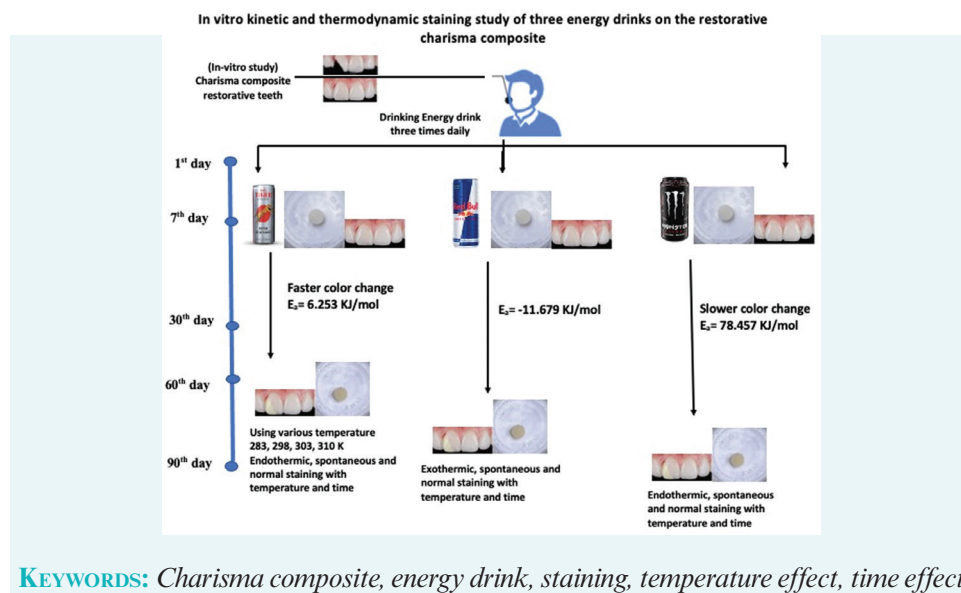 In vitro kinetic and thermodynamic staining study of three energy drinks on the restorative
charisma composite
(In-vitro study)
Charisma composite
restorative teeth
Drinking Energy drink
three times daily
1st day
7th day
30th day
60th day
90th day
TIGER
Red Bull
MONSTER
Faster color change
Eₐ= 6.253 KJ/mol
Eₐ= -11.679 KJ/mol
Slower color change
Eₐ= 78.457 KJ/mol
Using various temperature
283, 298, 303, 310 K
Endothermic, spontaneous and
normal staining with
temperature and time
Exothermic, spontaneous and
normal staining with
temperature and time
Endothermic, spontaneous
and normal staining with
temperature and time
KEYWORDS: Charisma composite, energy drink, staining, temperature effect, time effect